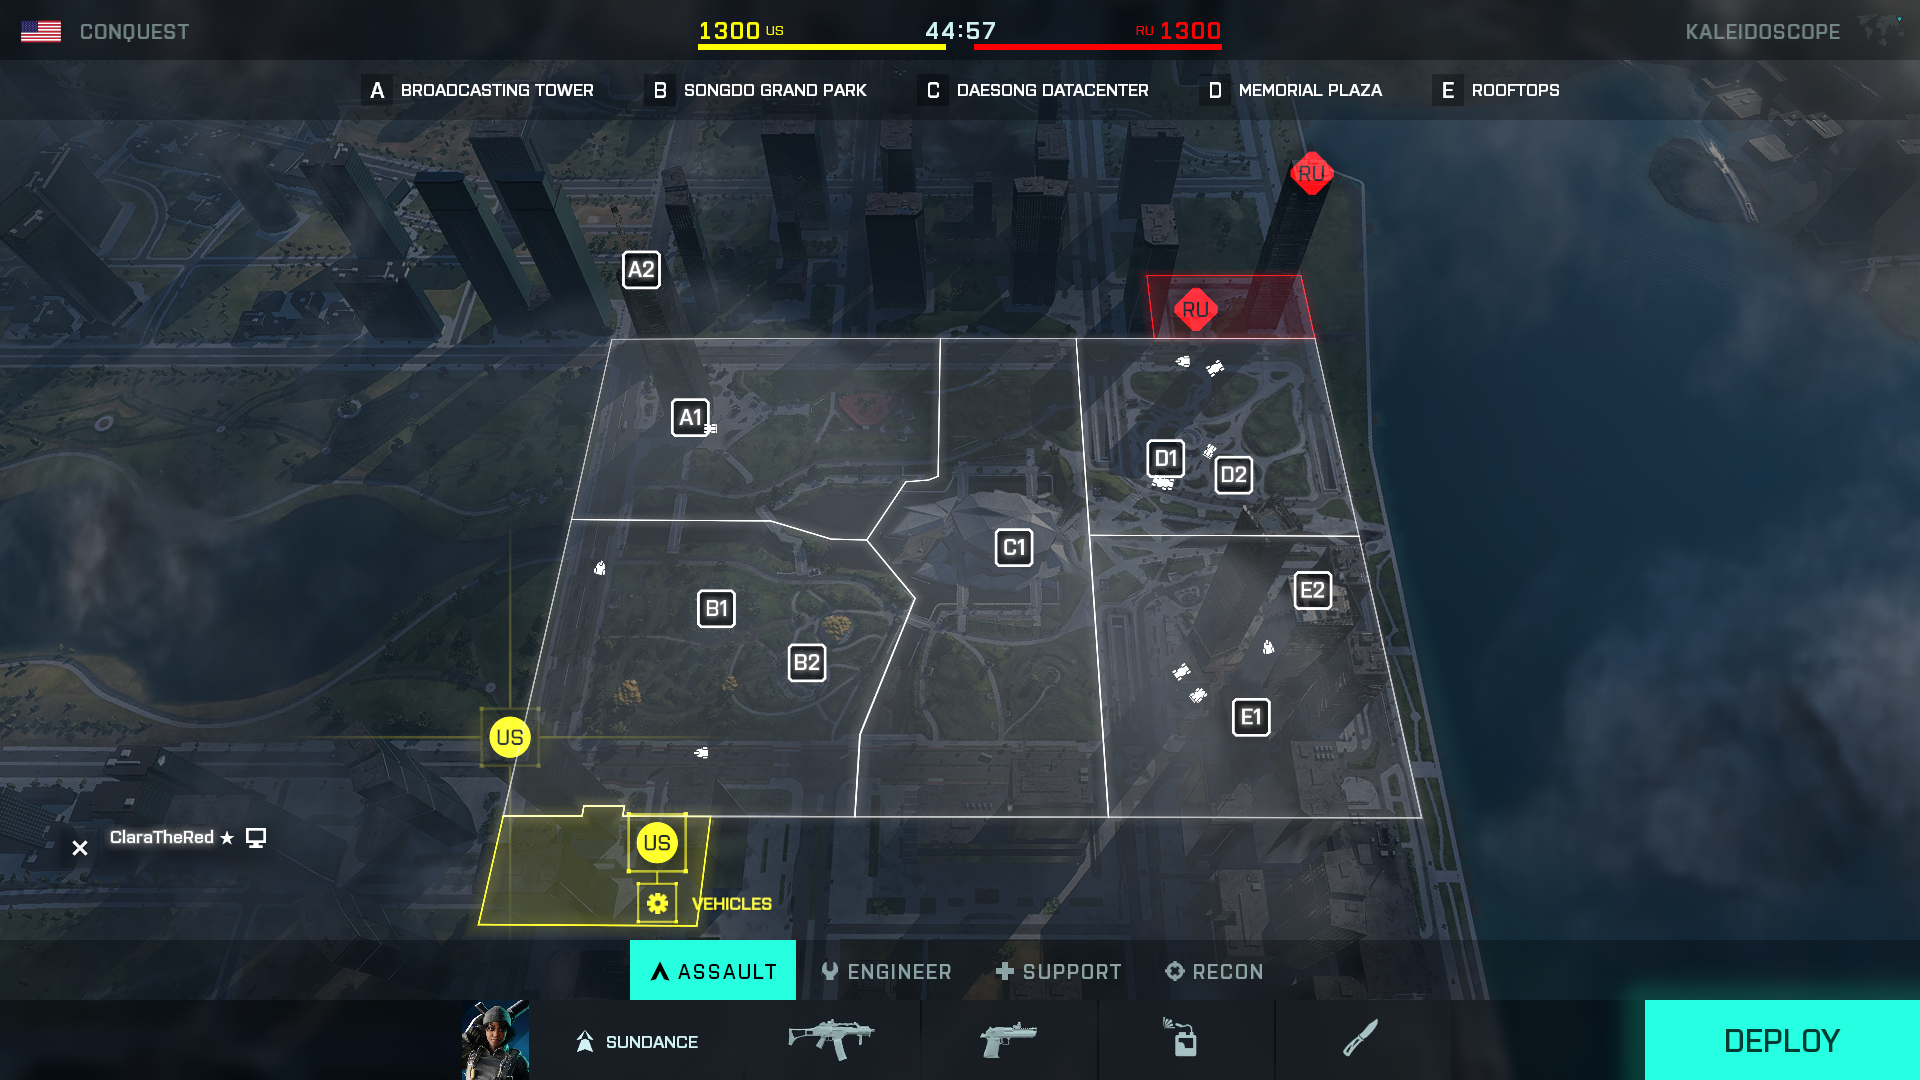 CONQUEST
1300 US 44:57 RU 1300
KALEIDOSCOPE
A BROADCASTING TOWER B SONGDO GRAND PARK C DAESONG DATACENTER D MEMORIAL PLAZA E ROOFTOPS
RU
A2
RU
A1
D1
D2
C1
E2
B1
B2
E1
US
ClaraTheRed
US
VEHICLES
ASSAULT ENGINEER SUPPORT RECON
SUNDANCE
DEPLOY